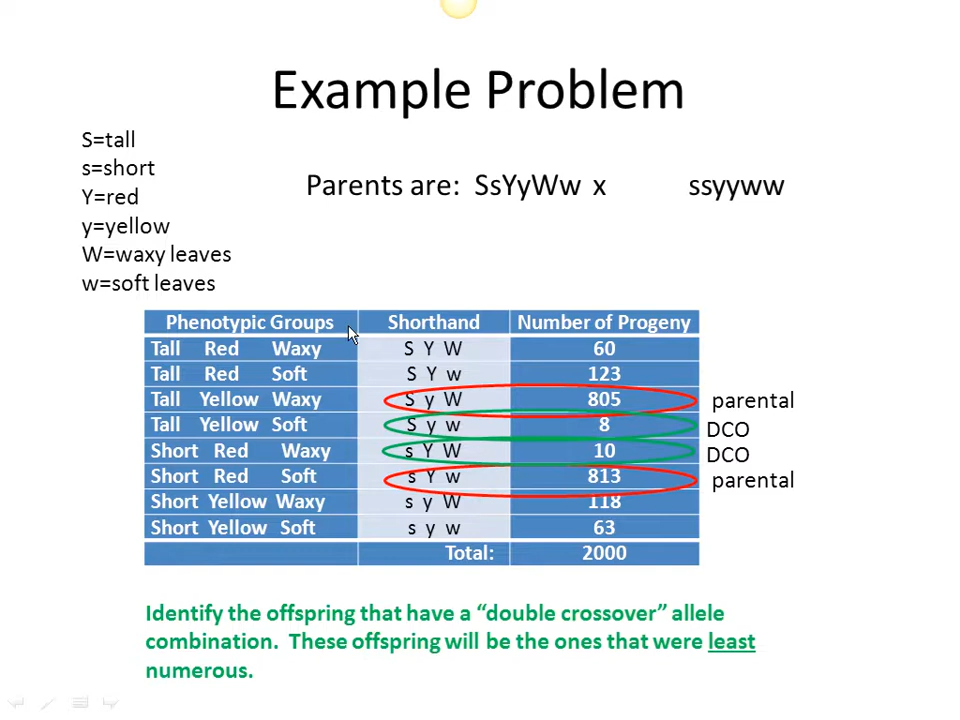 Example Problem
S=tall
s=short
Y=red
y=yellow
W=waxy leaves
w=soft leaves
Parents are: SsYyWw x ssyyww
Phenotypic Groups Shorthand Number of Progeny
Tall Red Waxy S Y W 60
Tall Red Soft S Y w 123
Tall Yellow Waxy S y W 805 parental
Tall Yellow Soft S y w 8 DCO
Short Red Waxy s Y W 10 DCO
Short Red Soft s Y w 813 parental
Short Yellow Waxy s y W 118
Short Yellow Soft s y w 63
Total: 2000
Identify the offspring that have a “double crossover” allele
combination. These offspring will be the ones that were least
numerous.